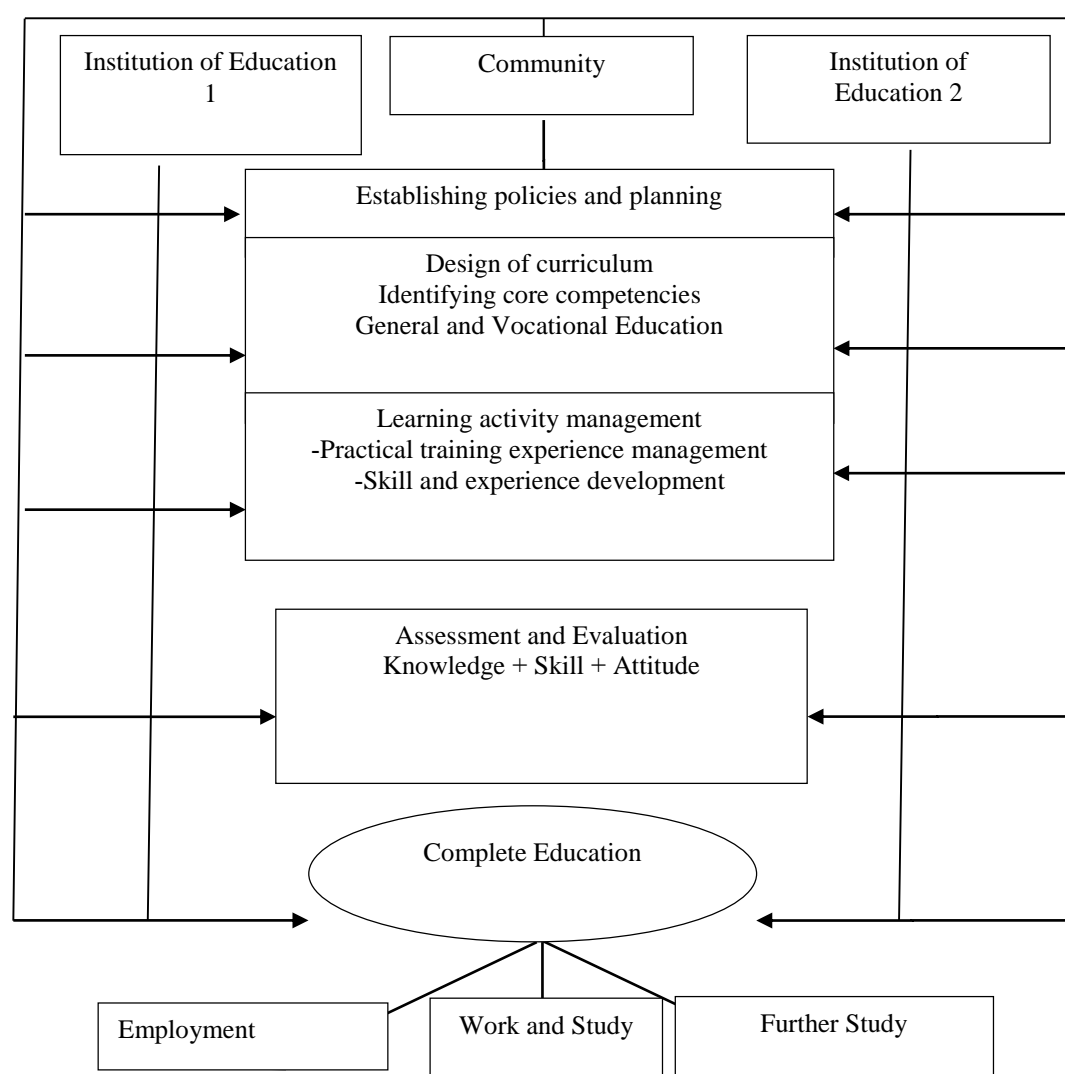 Institution of Education
1
Community
Institution of
Education 2
Establishing policies and planning
Design of curriculum
Identifying core competencies
General and Vocational Education
Learning activity management
-Practical training experience management
-Skill and experience development
Assessment and Evaluation
Knowledge + Skill + Attitude
Complete Education
Employment
Work and Study
Further Study